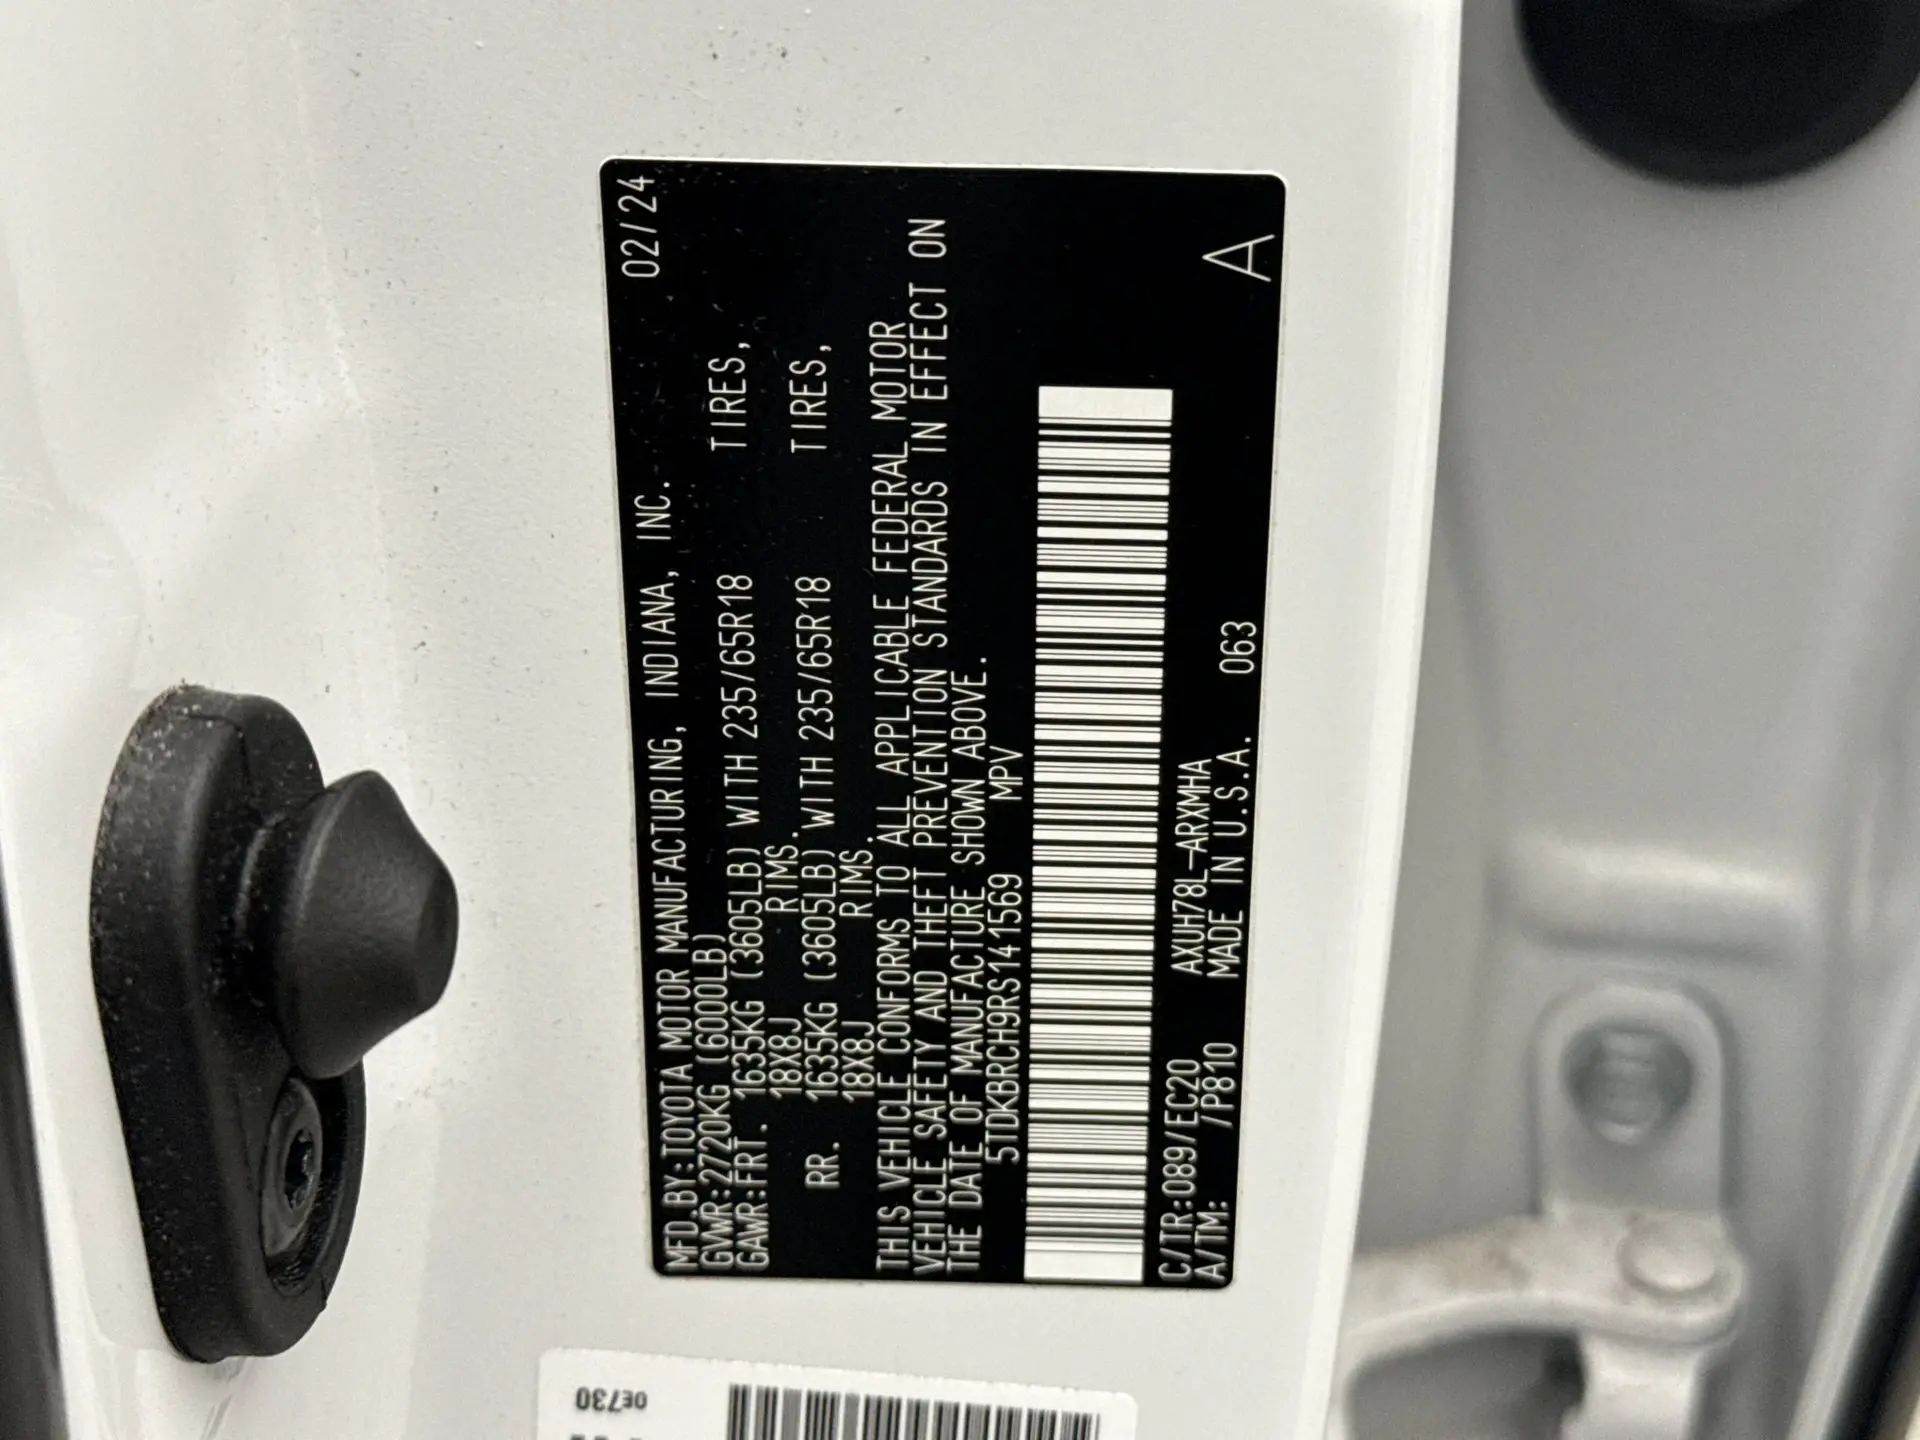 MFD.BY:TOYOTA MOTOR MANUFACTURING, INDIANA, INC. 02/24
GVWR:2720KG (6000LB)
GAWR:FRT. 1635KG (3605LB) WITH 235/65R18 TIRES,
18X8J RIMS.
RR. 1635KG (3605LB) WITH 235/65R18 TIRES,
18X8J RIMS.
THIS VEHICLE CONFORMS TO ALL APPLICABLE FEDERAL MOTOR
VEHICLE SAFETY AND THEFT PREVENTION STANDARDS IN EFFECT ON
THE DATE OF MANUFACTURE SHOWN ABOVE.
5TDKBRCH9RS141569 MPV
C/TR:089/EC20 AXUH78L-ARXMHA
A/TM: /P810 MADE IN U.S.A. 063 A
0E730